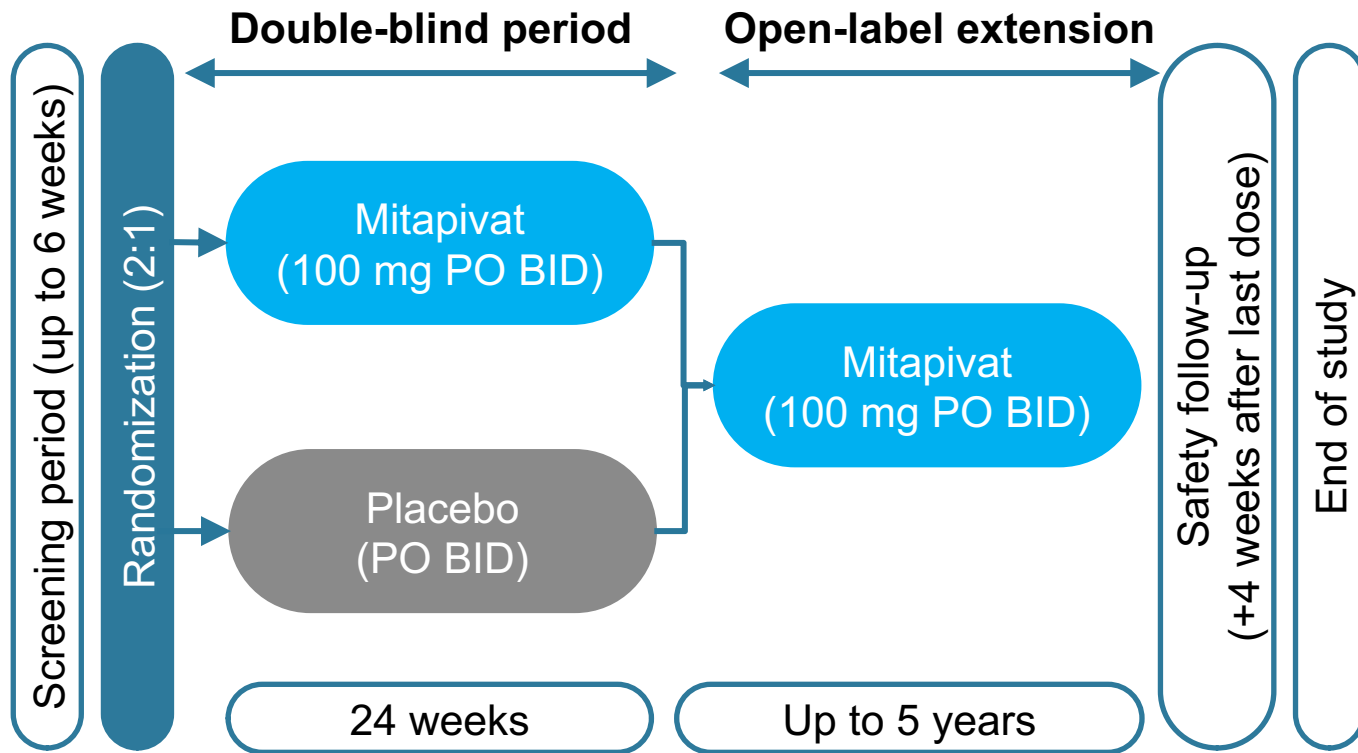 Double-blind period
Open-label extension
Screening period (up to 6 weeks)
Randomization (2:1)
Mitapivat
(100 mg PO BID)
Placebo
(PO BID)
Mitapivat
(100 mg PO BID)
Safety follow-up
(+4 weeks after last dose)
End of study
24 weeks
Up to 5 years